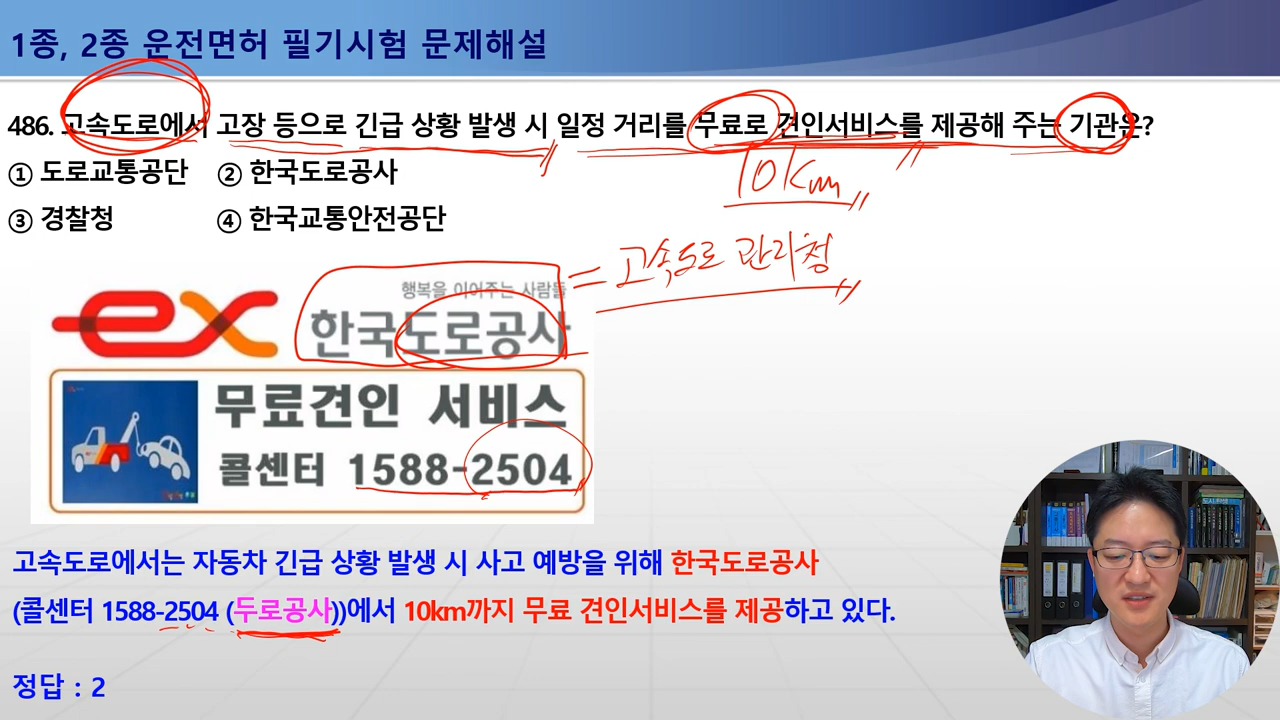 1종, 2종 운전면허 필기시험 문제해설
486. 고속도로에서 고장 등으로 긴급 상황 발생 시 일정 거리를 무료로 견인서비스를 제공해 주는 기관은?
10km
① 도로교통공단 ② 한국도로공사
③ 경찰청 ④ 한국교통안전공단
= 고속도로 관리청
행복을 이어주는 사람들
ex 한국도로공사
무료견인 서비스
콜센터 1588-2504
고속도로에서는 자동차 긴급 상황 발생 시 사고 예방을 위해 한국도로공사
(콜센터 1588-2504 (두로공사))에서 10km까지 무료 견인서비스를 제공하고 있다.
정답 : 2